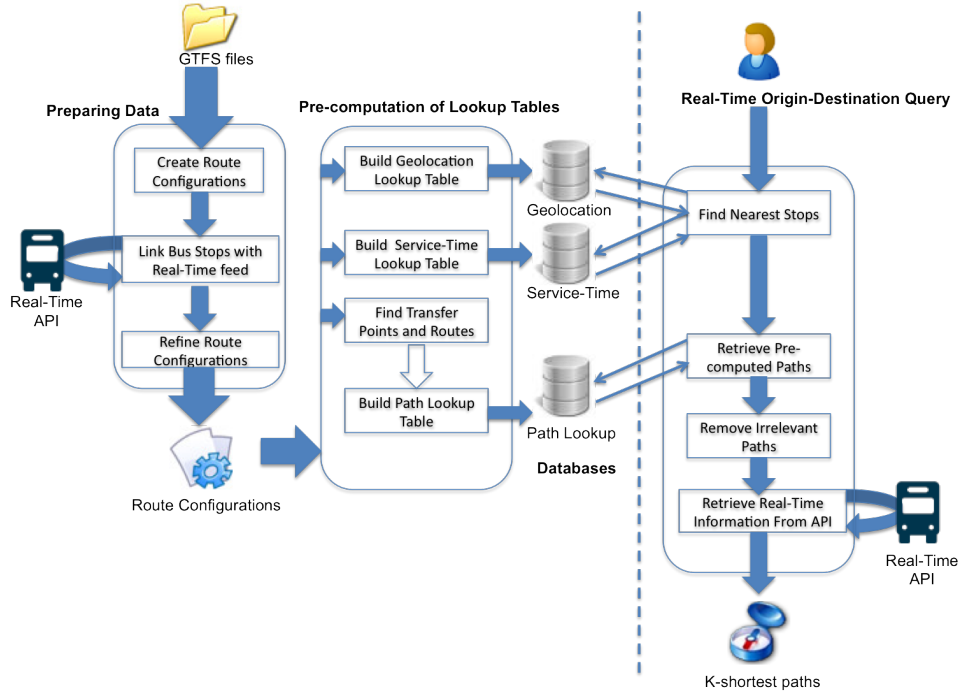 GTFS files
Preparing Data
Create Route
Configurations
Link Bus Stops with
Real-Time feed
Real-Time
API
Refine Route
Configurations
Route Configurations
Pre-computation of Lookup Tables
Build Geolocation
Lookup Table
Build Service-Time
Lookup Table
Find Transfer
Points and Routes
Build Path Lookup
Table
Geolocation
Service-Time
Path Lookup
Databases
Real-Time Origin-Destination Query
Find Nearest Stops
Retrieve Pre-
computed Paths
Remove Irrelevant
Paths
Retrieve Real-Time
Information From API
Real-Time
API
K-shortest paths